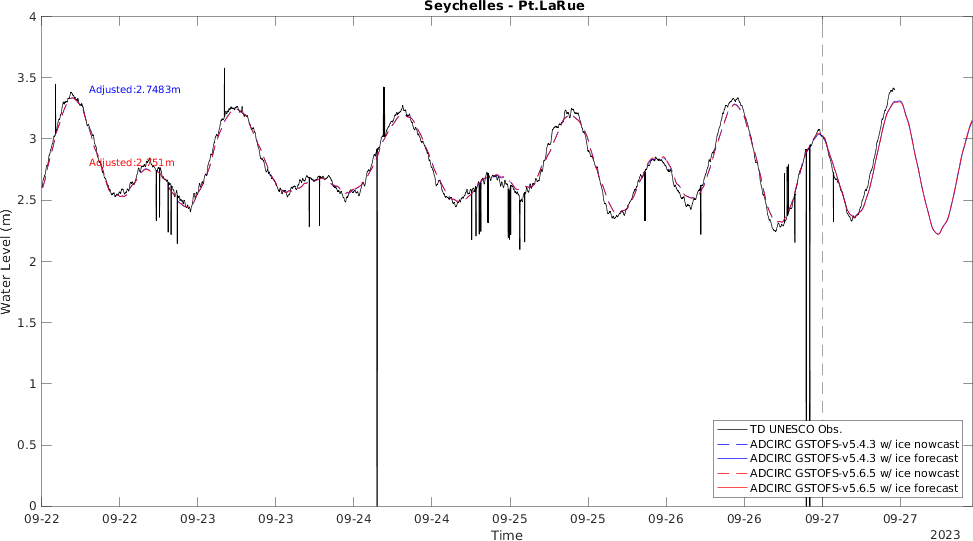 Seychelles - Pt.LaRue
4
3.5
3
2.5
2
1.5
1
0.5
0
Water Level (m)
Adjusted:2.7483m
Adjusted:2.751m
TD UNESCO Obs.
ADCIRC GSTOFS-v5.4.3 w/ ice nowcast
ADCIRC GSTOFS-v5.4.3 w/ ice forecast
ADCIRC GSTOFS-v5.6.5 w/ ice nowcast
ADCIRC GSTOFS-v5.6.5 w/ ice forecast
09-22 09-22 09-23 09-23 09-24 09-24 09-25 09-25 09-26 09-26 09-27 09-27
Time
2023